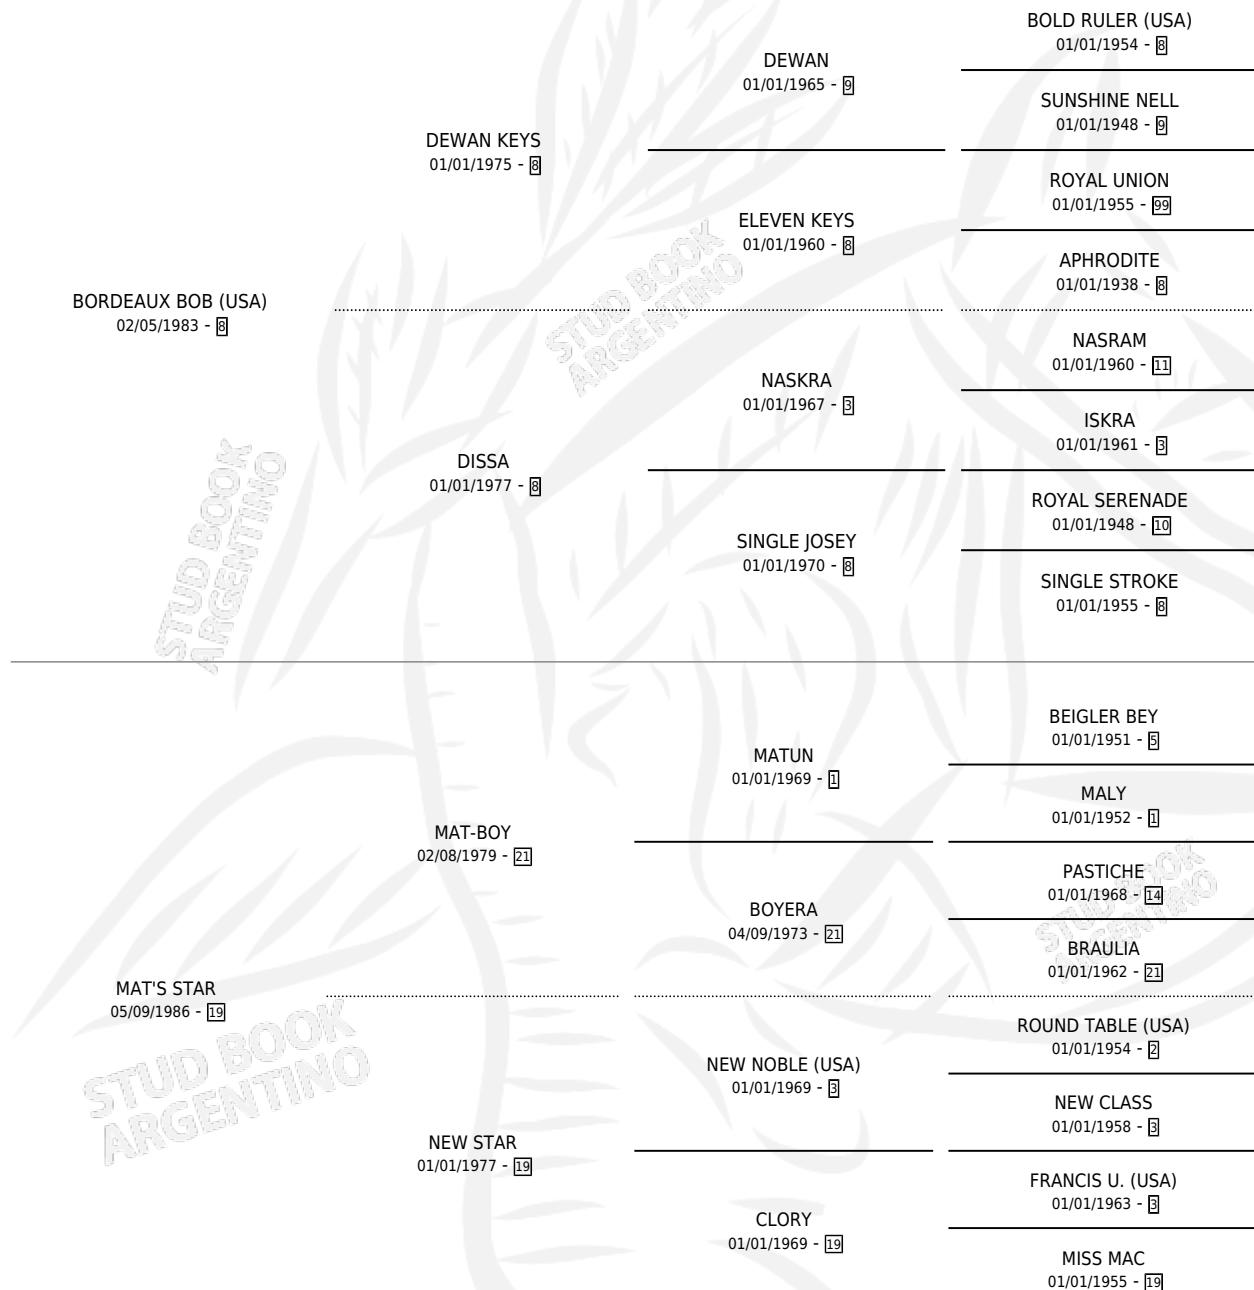 BOLD RULER (USA)
01/01/1954 - 8
DEWAN
01/01/1965 - 9
SUNSHINE NELL
01/01/1948 - 9
DEWAN KEYS
01/01/1975 - 8
ROYAL UNION
01/01/1955 - 99
ELEVEN KEYS
01/01/1960 - 8
APHRODITE
01/01/1938 - 8
BORDEAUX BOB (USA)
02/05/1983 - 8
NASRAM
01/01/1960 - 11
NASKRA
01/01/1967 - 3
ISKRA
01/01/1961 - 3
DISSA
01/01/1977 - 8
ROYAL SERENADE
01/01/1948 - 10
SINGLE JOSEY
01/01/1970 - 8
SINGLE STROKE
01/01/1955 - 8
BEIGLER BEY
01/01/1951 - 5
MATUN
01/01/1969 - 1
MALY
01/01/1952 - 1
MAT-BOY
02/08/1979 - 21
PASTICHE
01/01/1968 - 14
BOYERA
04/09/1973 - 21
BRAULIA
01/01/1962 - 21
MAT'S STAR
05/09/1986 - 19
ROUND TABLE (USA)
01/01/1954 - 2
NEW NOBLE (USA)
01/01/1969 - 3
NEW CLASS
01/01/1958 - 3
NEW STAR
01/01/1977 - 19
FRANCIS U. (USA)
01/01/1963 - 3
CLORY
01/01/1969 - 19
MISS MAC
01/01/1955 - 19
STUD BOOK
ARGENTINO
STUD BOOK
ARGENTINO
STUD BOOK
ARGENTINO
STUD BOOK
ARGENTINO